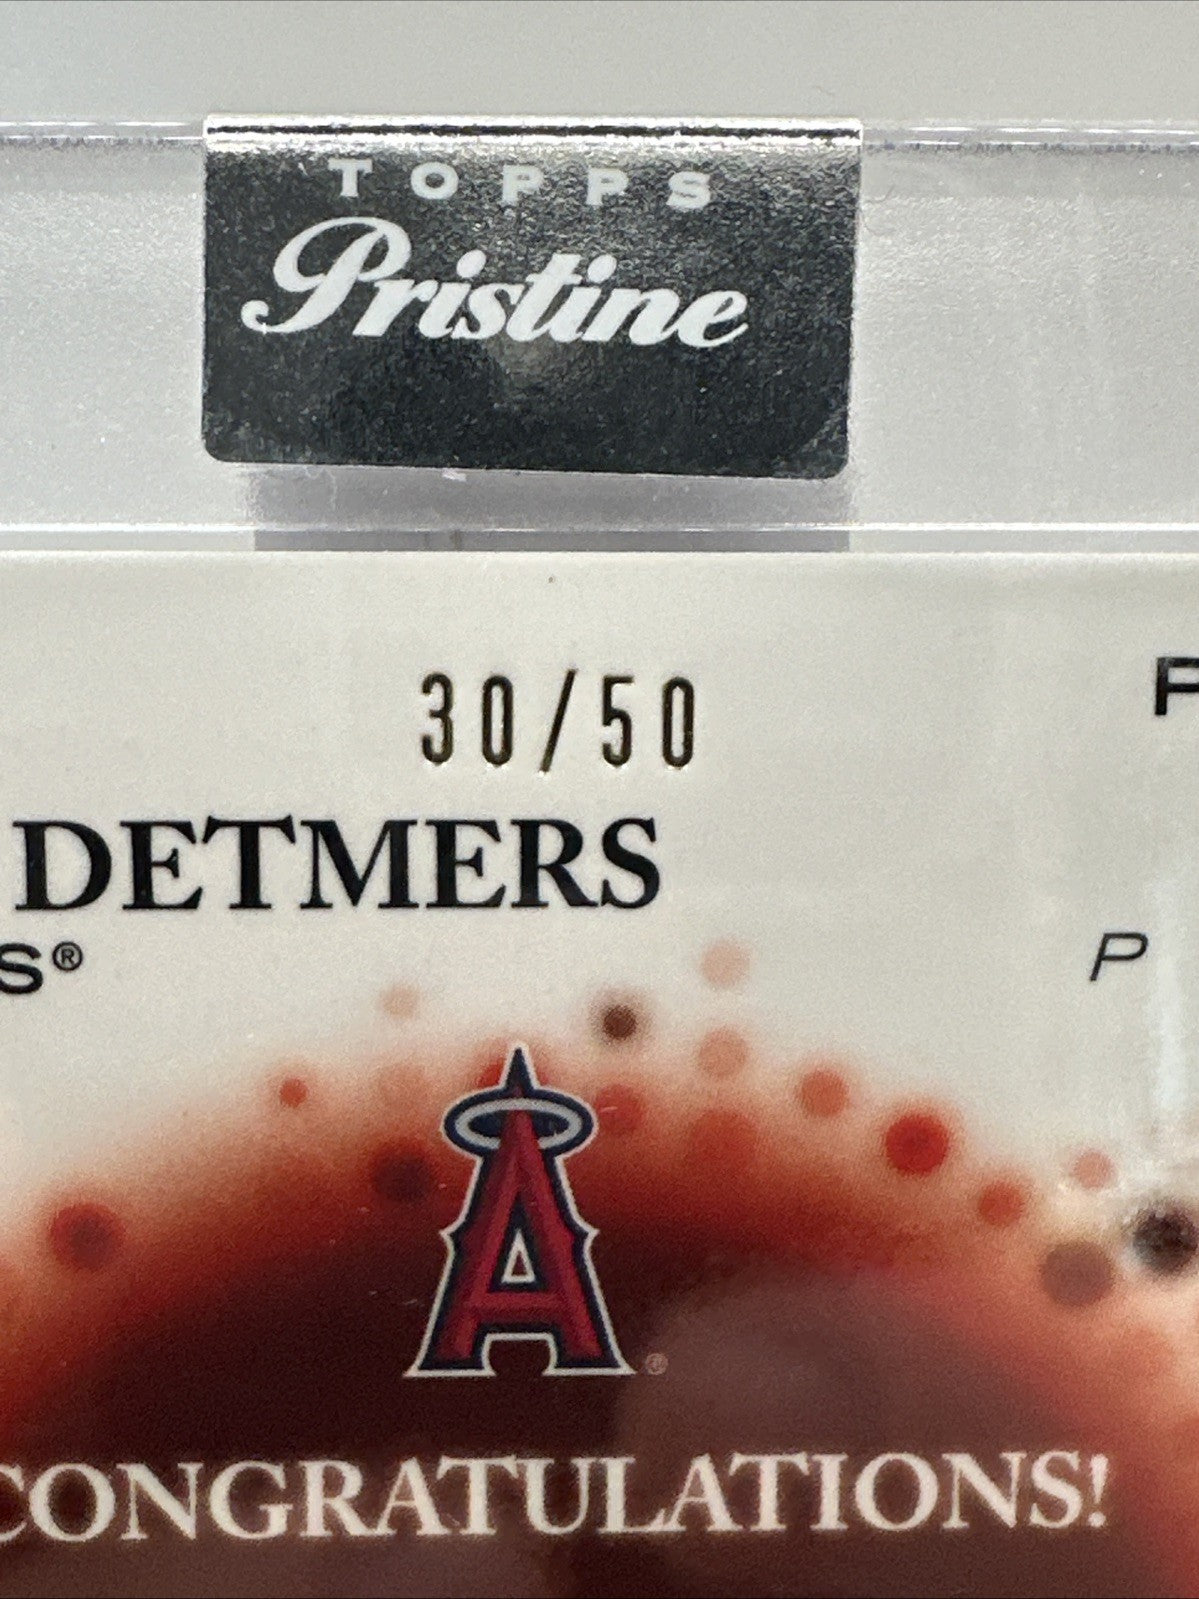 TOPPS
Pristine
30/50
P
DETMERS
S®
P
A
®
CONGRATULATIONS!